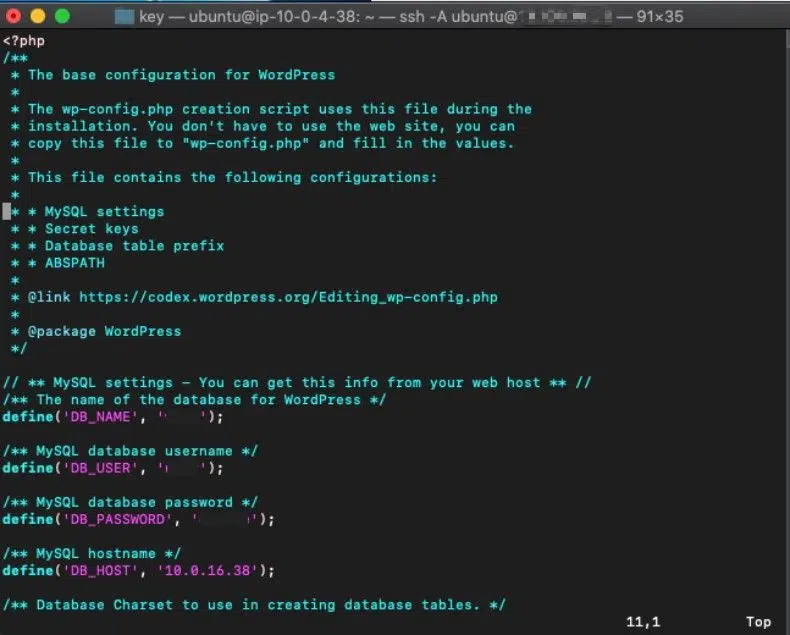 key — ubuntu@ip-10-0-4-38: ~ — ssh -A ubuntu@ — 91×35
<?php
/**
 * The base configuration for WordPress
 *
 * The wp-config.php creation script uses this file during the
 * installation. You don't have to use the web site, you can
 * copy this file to "wp-config.php" and fill in the values.
 *
 * This file contains the following configurations:
 *
 * * MySQL settings
 * * Secret keys
 * * Database table prefix
 * * ABSPATH
 *
 * @link https://codex.wordpress.org/Editing_wp-config.php
 *
 * @package WordPress
 */
// ** MySQL settings - You can get this info from your web host ** //
/** The name of the database for WordPress */
define('DB_NAME', '');
/** MySQL database username */
define('DB_USER', '');
/** MySQL database password */
define('DB_PASSWORD', '');
/** MySQL hostname */
define('DB_HOST', '10.0.16.38');
/** Database Charset to use in creating database tables. */
11,1 Top